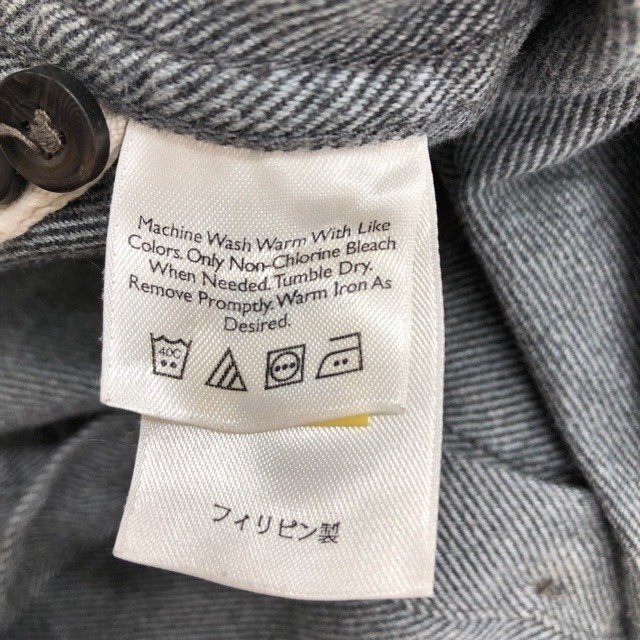 Machine Wash Warm With Like
Colors. Only Non-Chlorine Bleach
When Needed. Tumble Dry.
Remove Promptly. Warm Iron As
Desired.
40C
フィリピン製